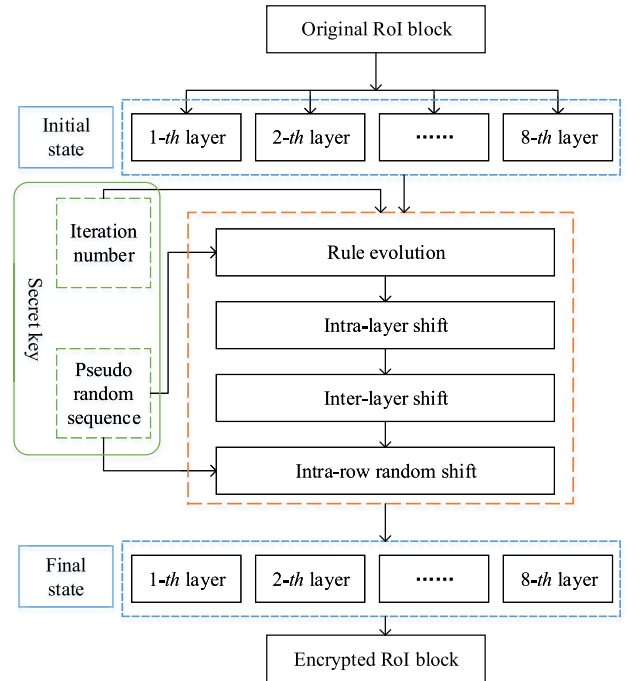 Original RoI block
Initial
state
1-th layer
2-th layer
······
8-th layer
Secret key
Iteration
number
Pseudo
random
sequence
Rule evolution
Intra-layer shift
Inter-layer shift
Intra-row random shift
Final
state
1-th layer
2-th layer
······
8-th layer
Encrypted RoI block